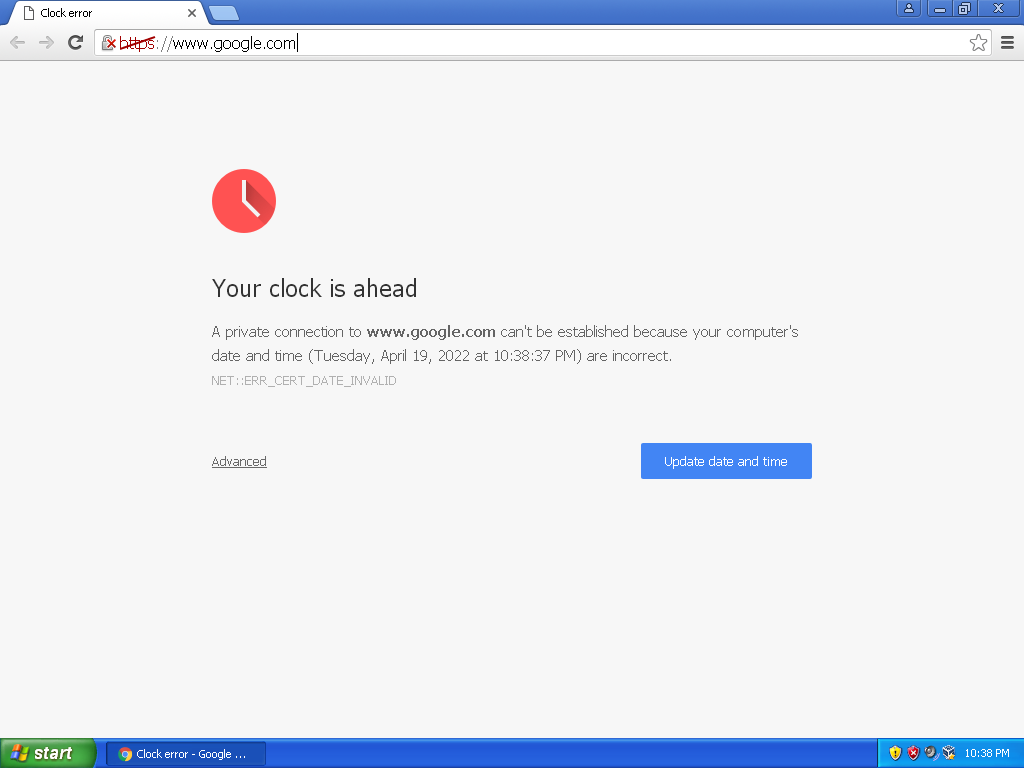 Clock error
https://www.google.com
Your clock is ahead
A private connection to www.google.com can't be established because your computer's
date and time (Tuesday, April 19, 2022 at 10:38:37 PM) are incorrect.
NET::ERR_CERT_DATE_INVALID
Advanced
Update date and time
start
Clock error - Google ...
10:38 PM